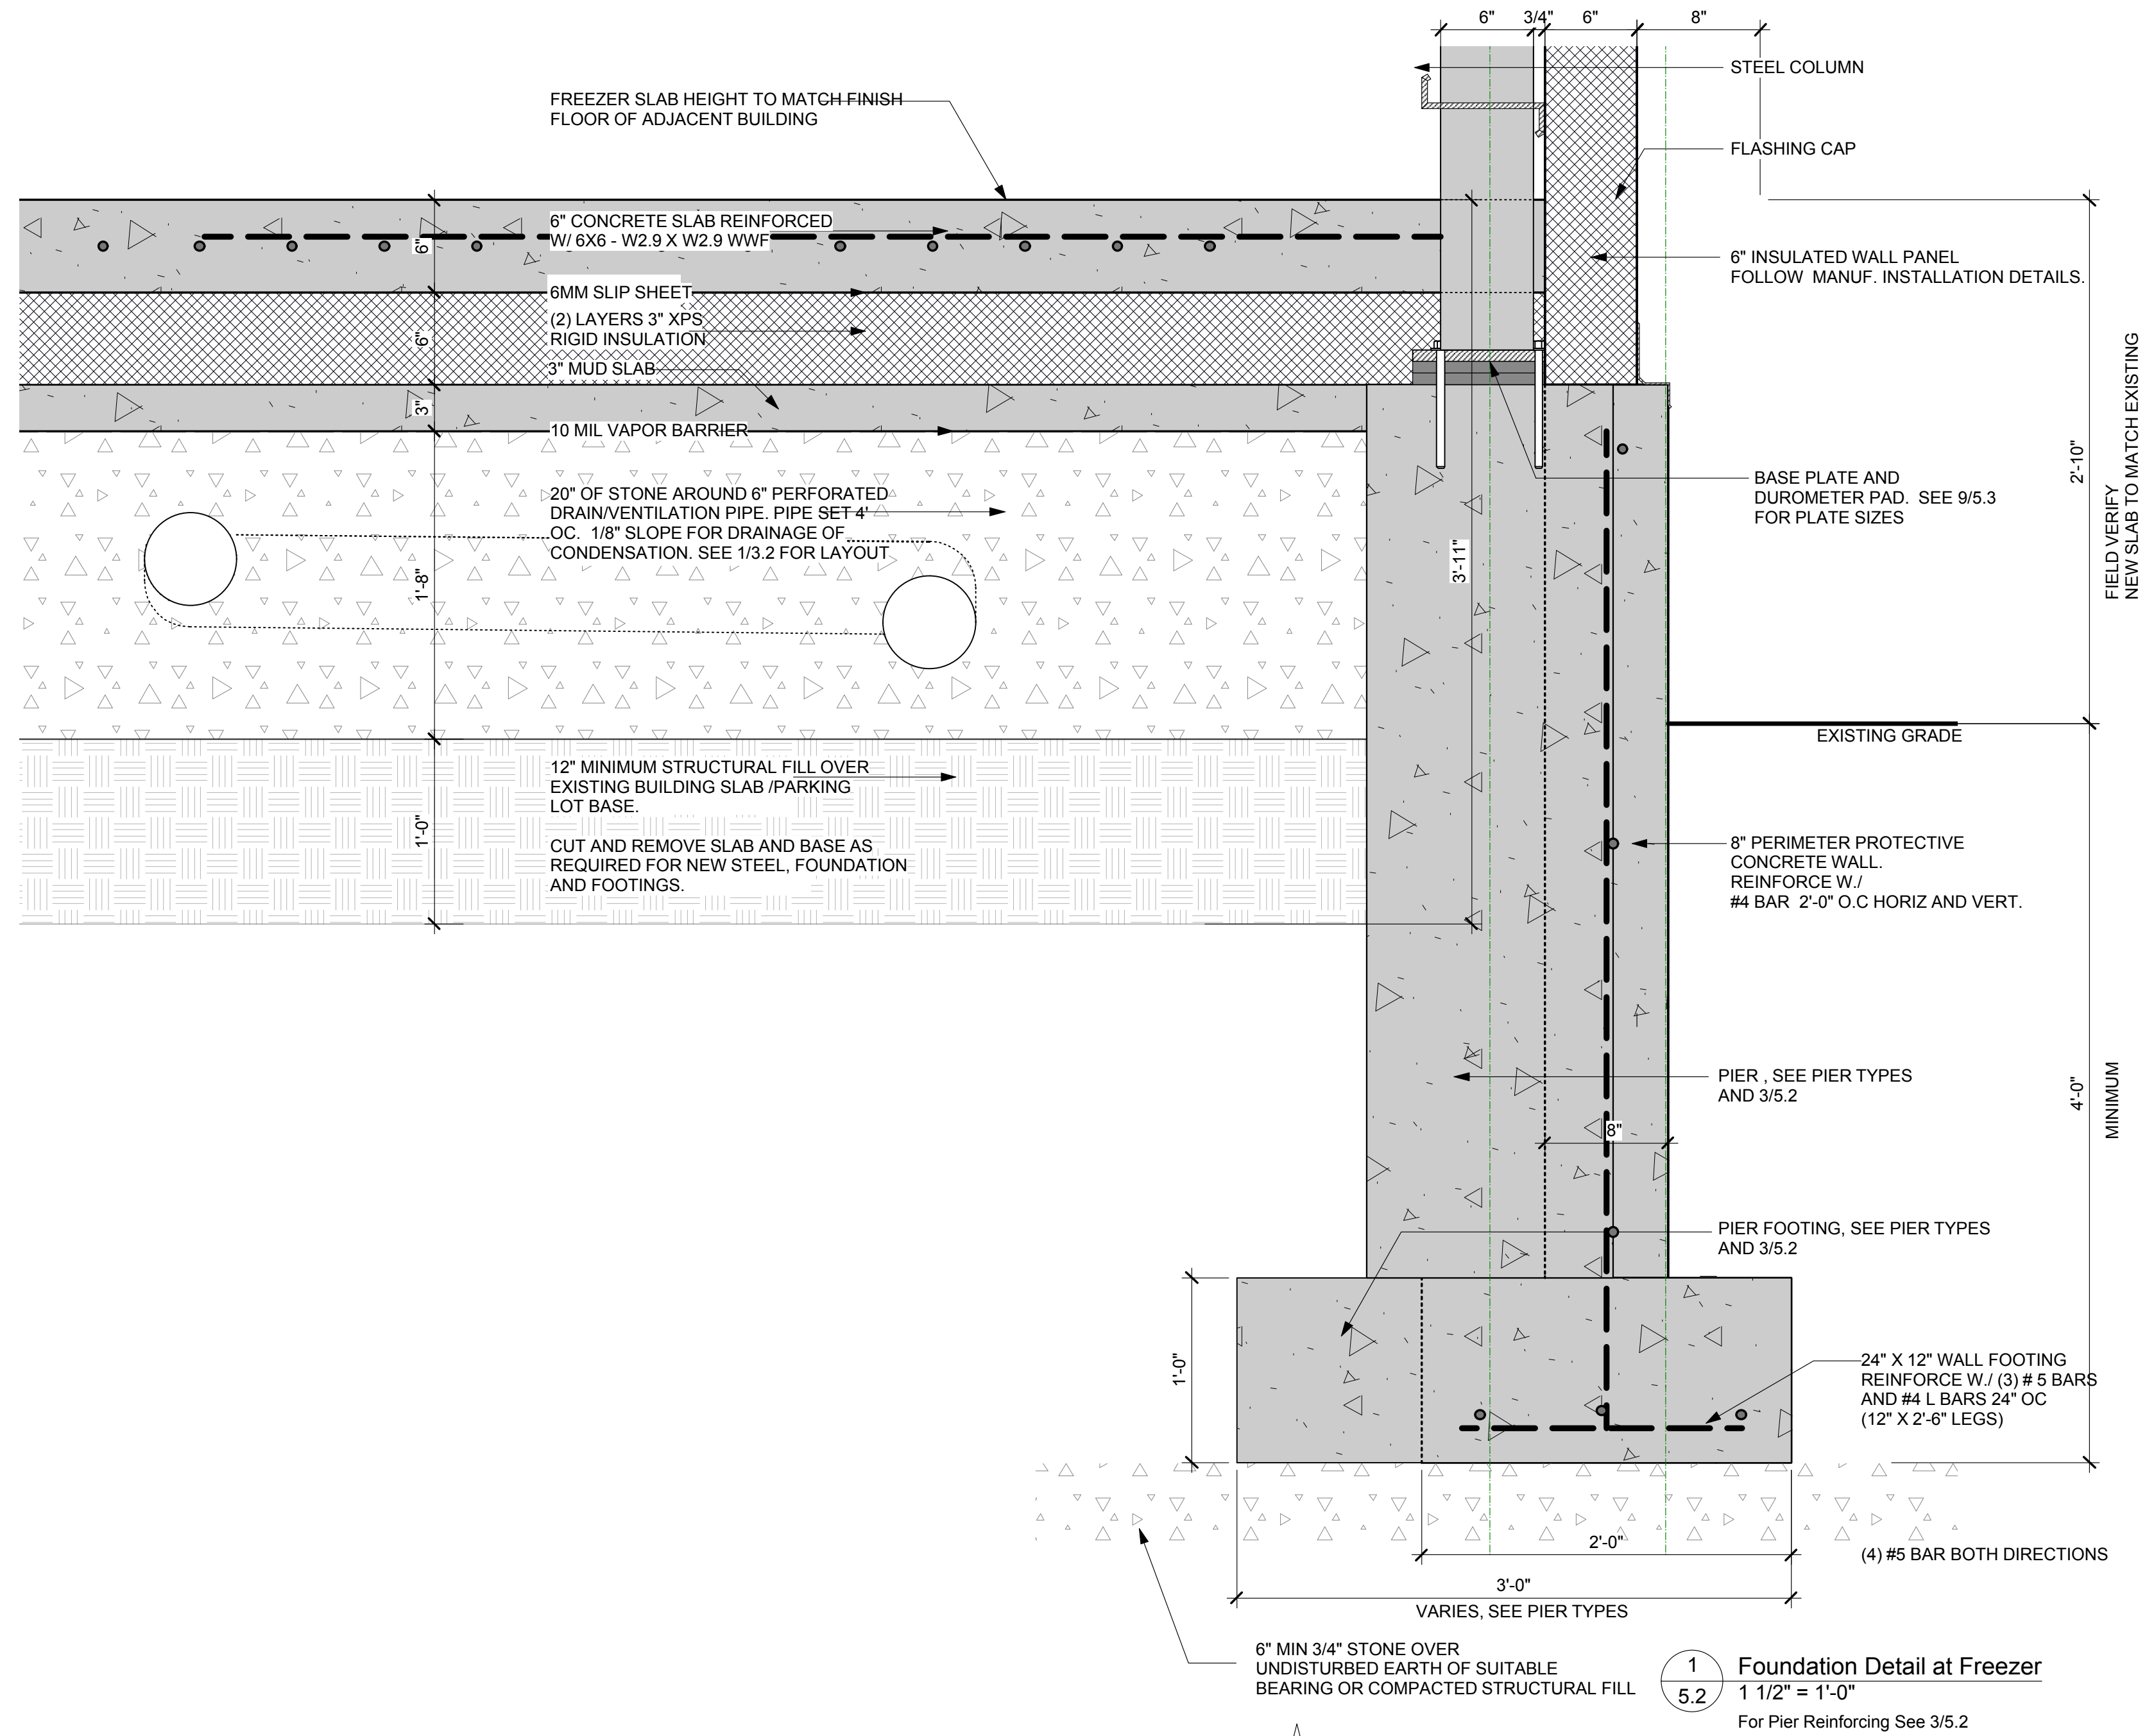 6" 3/4" 6" 8"
STEEL COLUMN
FREEZER SLAB HEIGHT TO MATCH FINISH
FLOOR OF ADJACENT BUILDING
FLASHING CAP
6" CONCRETE SLAB REINFORCED
W/ 6X6 - W2.9 X W2.9 WWF
6"
6" INSULATED WALL PANEL
FOLLOW MANUF. INSTALLATION DETAILS.
6MM SLIP SHEET
(2) LAYERS 3" XPS
RIGID INSULATION
6"
3" MUD SLAB
3"
10 MIL VAPOR BARRIER
2'-10"
FIELD VERIFY
NEW SLAB TO MATCH EXISTING
BASE PLATE AND
DUROMETER PAD. SEE 9/5.3
FOR PLATE SIZES
20" OF STONE AROUND 6" PERFORATED
DRAIN/VENTILATION PIPE. PIPE SET 4'
OC. 1/8" SLOPE FOR DRAINAGE OF
CONDENSATION. SEE 1/3.2 FOR LAYOUT
1'-8"
3'-11"
EXISTING GRADE
12" MINIMUM STRUCTURAL FILL OVER
EXISTING BUILDING SLAB /PARKING
LOT BASE.
1'-0"
CUT AND REMOVE SLAB AND BASE AS
REQUIRED FOR NEW STEEL, FOUNDATION
AND FOOTINGS.
8" PERIMETER PROTECTIVE
CONCRETE WALL.
REINFORCE W./
#4 BAR 2'-0" O.C HORIZ AND VERT.
PIER , SEE PIER TYPES
AND 3/5.2
4'-0"
MINIMUM
8"
PIER FOOTING, SEE PIER TYPES
AND 3/5.2
1'-0"
24" X 12" WALL FOOTING
REINFORCE W./ (3) # 5 BARS
AND #4 L BARS 24" OC
(12" X 2'-6" LEGS)
2'-0"
(4) #5 BAR BOTH DIRECTIONS
3'-0"
VARIES, SEE PIER TYPES
6" MIN 3/4" STONE OVER
UNDISTURBED EARTH OF SUITABLE
BEARING OR COMPACTED STRUCTURAL FILL
1
5.2
Foundation Detail at Freezer
1 1/2" = 1'-0"
For Pier Reinforcing See 3/5.2